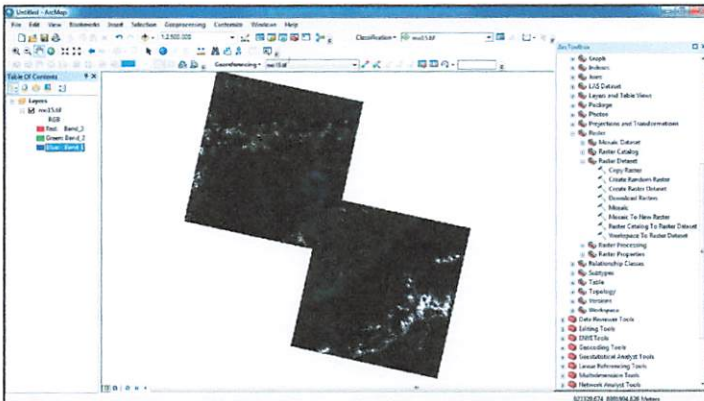 Untitled - ArcMap
File Edit View Bookmarks Insert Selection Geoprocessing Customize Windows Help
1:2,500,000
Classification
Georeferencing
Table Of Contents
Layers
RGB
Red: Band_3
Green: Band_2
Blue: Band_1
ArcToolbox
Graph
Indexes
Joins
LAS Dataset
Layers and Table Views
Package
Photos
Projections and Transformations
Raster
Mosaic Dataset
Raster Catalog
Raster Dataset
Copy Raster
Create Random Raster
Create Raster Dataset
Download Rasters
Mosaic
Mosaic To New Raster
Raster Catalog To Raster Dataset
Workspace To Raster Dataset
Raster Processing
Raster Properties
Relationship Classes
Subtypes
Table
Topology
Versions
Workspace
Data Reviewer Tools
Editing Tools
Geocoding Tools
Geostatistical Analyst Tools
Linear Referencing Tools
Multidimension Tools
Network Analyst Tools
Meters